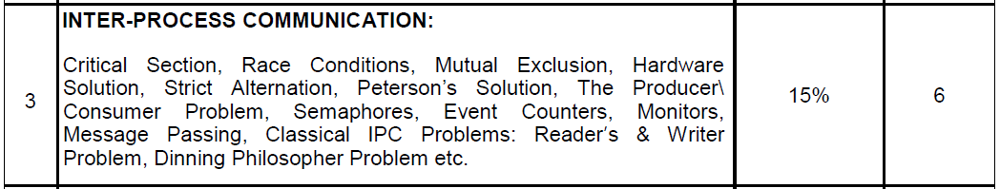 INTER-PROCESS COMMUNICATION:
Critical Section, Race Conditions, Mutual Exclusion, Hardware
Solution, Strict Alternation, Peterson's Solution, The Producer\
3
15%
6
Consumer Problem, Semaphores, Event Counters, Monitors,
Message Passing, Classical IPC Problems: Reader's & Writer
Problem, Dinning Philosopher Problem etc.